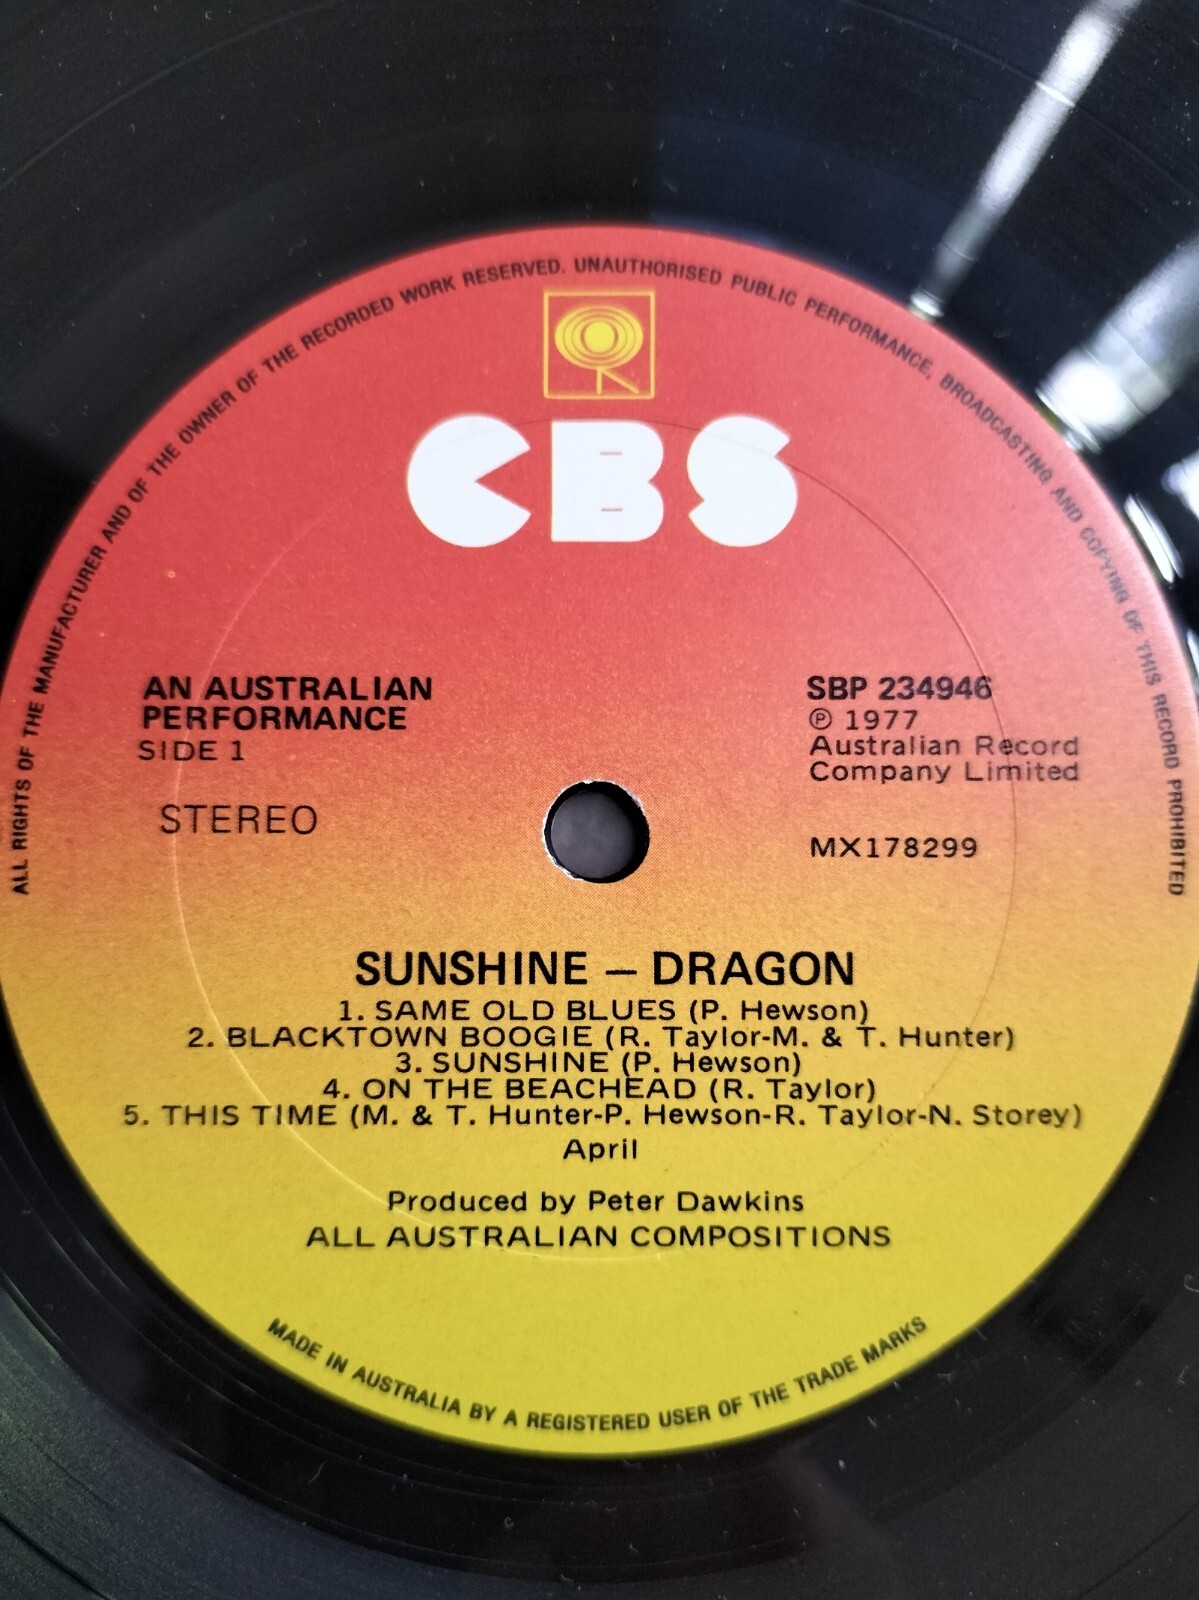 ALL RIGHTS OF THE MANUFACTURER AND OF THE OWNER OF THE RECORDED WORK RESERVED. UNAUTHORISED PUBLIC PERFORMANCE, BROADCASTING AND COPYING OF THIS RECORD PROHIBITED
CBS
AN AUSTRALIAN
PERFORMANCE
SIDE 1
STEREO
SBP 234946
℗ 1977
Australian Record
Company Limited
MX178299
SUNSHINE – DRAGON
1. SAME OLD BLUES (P. Hewson)
2. BLACKTOWN BOOGIE (R. Taylor-M. & T. Hunter)
3. SUNSHINE (P. Hewson)
4. ON THE BEACHEAD (R. Taylor)
5. THIS TIME (M. & T. Hunter-P. Hewson-R. Taylor-N. Storey)
April
Produced by Peter Dawkins
ALL AUSTRALIAN COMPOSITIONS
MADE IN AUSTRALIA BY A REGISTERED USER OF THE TRADE MARKS